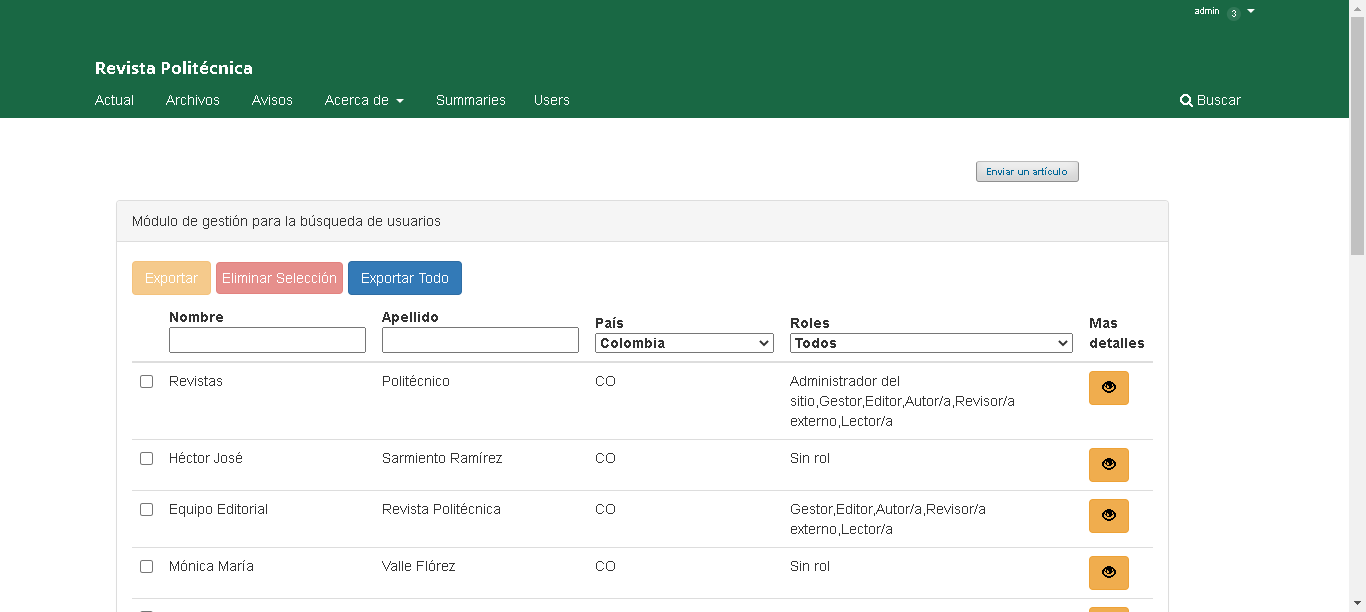 admin 3
Revista Politécnica
Actual Archivos Avisos Acerca de Summaries Users Buscar
Enviar un artículo
Módulo de gestión para la búsqueda de usuarios
Exportar Eliminar Selección Exportar Todo
Nombre Apellido País Roles Mas detalles
Colombia Todos
Revistas Politécnico CO Administrador del
sitio,Gestor,Editor,Autor/a,Revisor/a
externo,Lector/a
Héctor José Sarmiento Ramírez CO Sin rol
Equipo Editorial Revista Politécnica CO Gestor,Editor,Autor/a,Revisor/a
externo,Lector/a
Mónica María Valle Flórez CO Sin rol